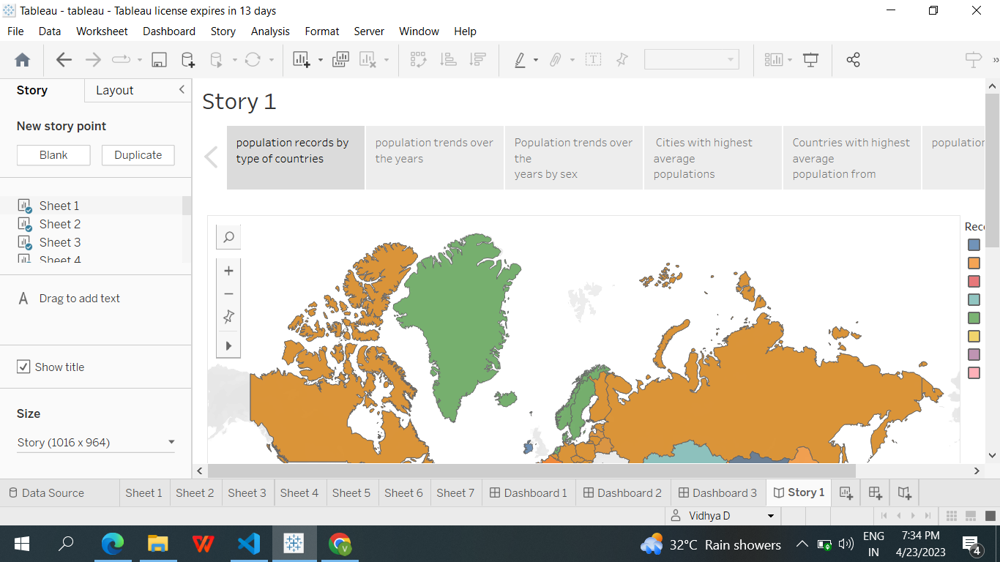 Tableau - tableau - Tableau license expires in 13 days
File Data Worksheet Dashboard Story Analysis Format Server Window Help
Story Layout
New story point
Blank Duplicate
Sheet 1
Sheet 2
Sheet 3
Sheet 4
Drag to add text
Show title
Size
Story (1016 x 964)
Story 1
population records by
type of countries
population trends over
the years
Population trends over
the
years by sex
Cities with highest
average
populations
Countries with highest
average
population from
population
Data Source Sheet 1 Sheet 2 Sheet 3 Sheet 4 Sheet 5 Sheet 6 Sheet 7 Dashboard 1 Dashboard 2 Dashboard 3 Story 1
Vidhya D
32°C Rain showers
ENG
IN
7:34 PM
4/23/2023
4